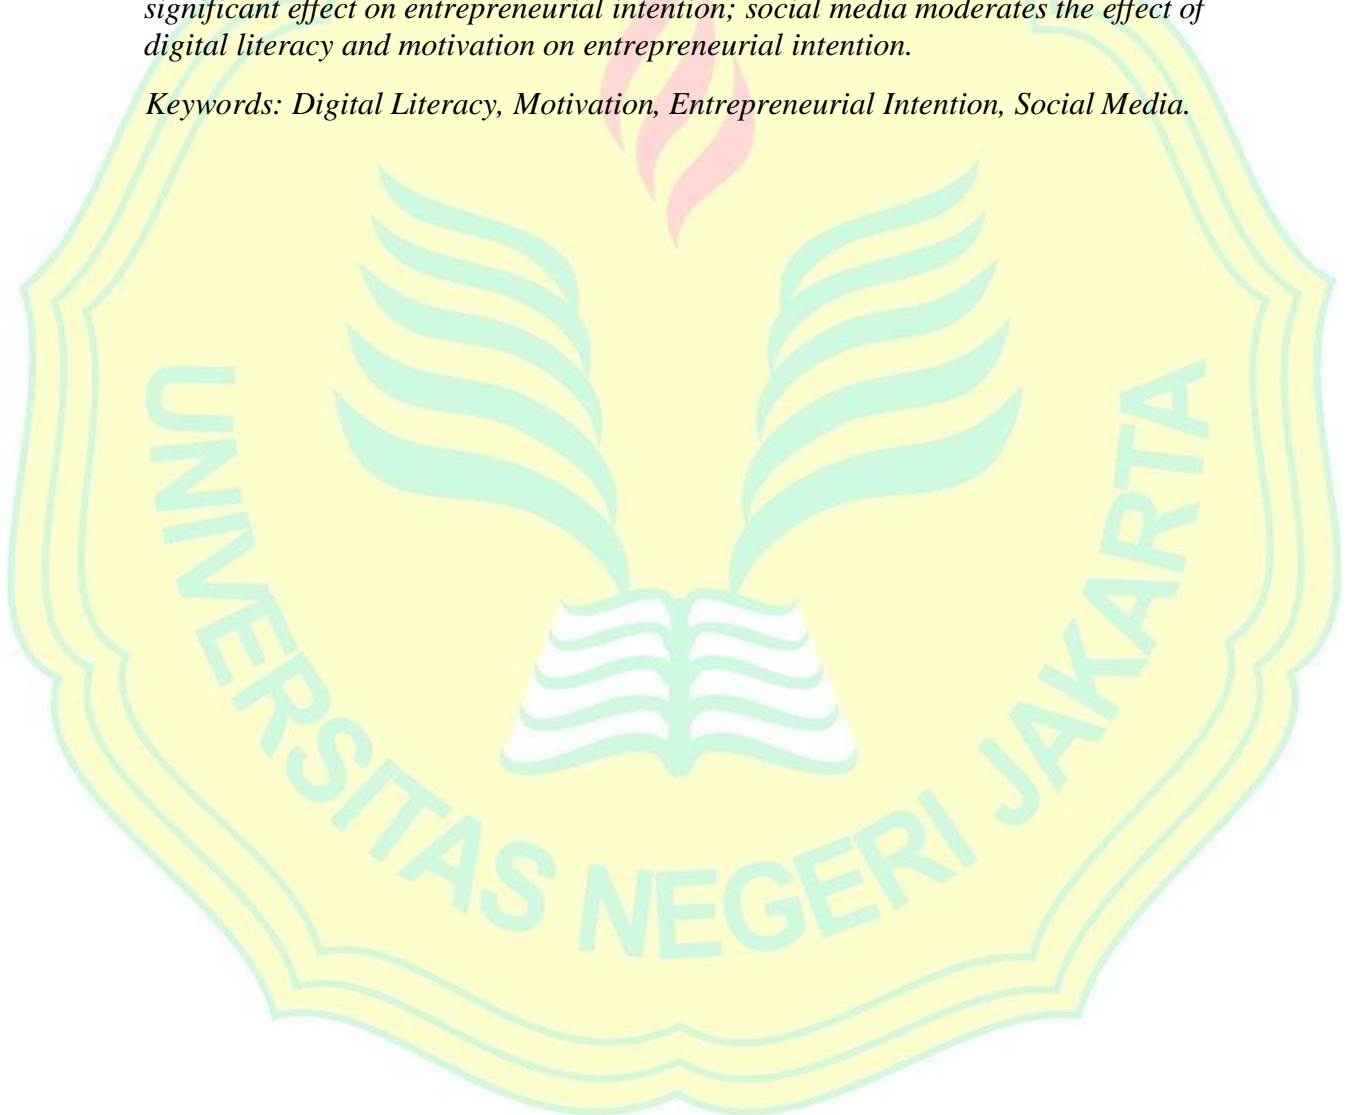 significant effect on entrepreneurial intention; social media moderates the effect of
digital literacy and motivation on entrepreneurial intention.
Keywords: Digital Literacy, Motivation, Entrepreneurial Intention, Social Media.
UNIVERSITAS NEGERI JAKARTA